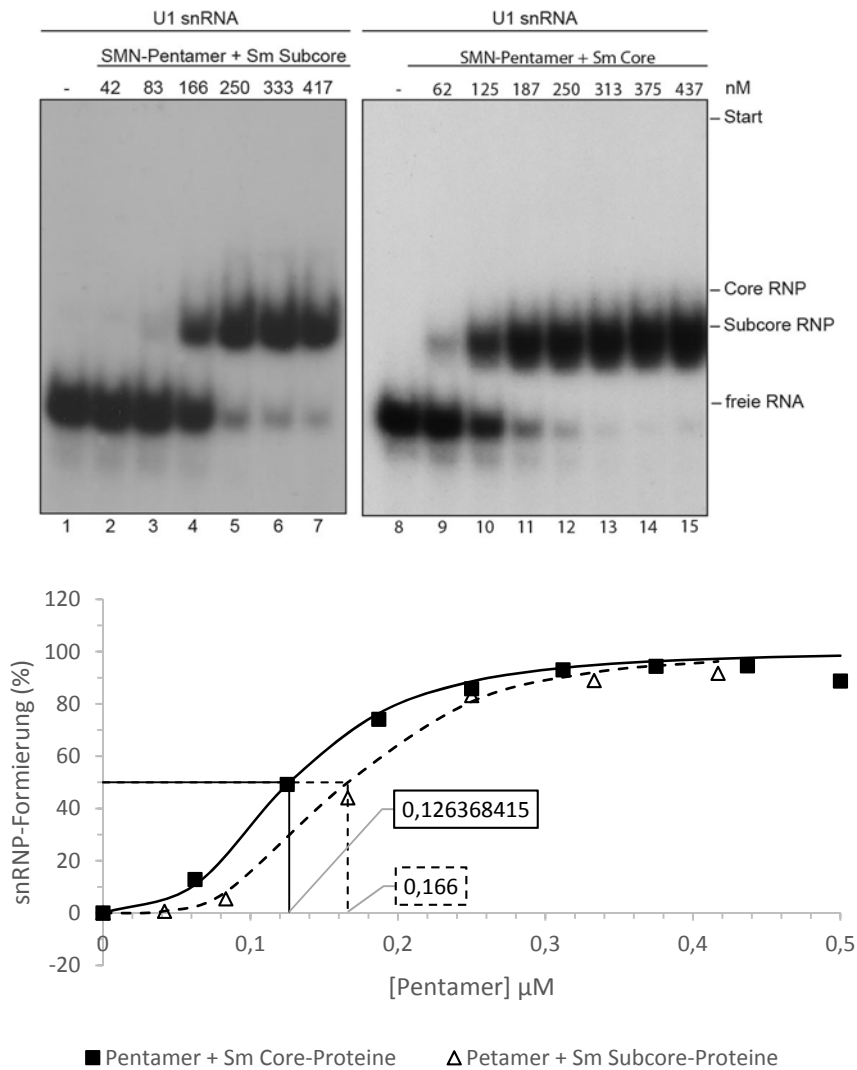 U1 snRNA
SMN-Pentamer + Sm Subcore
- 42 83 166 250 333 417
1 2 3 4 5 6 7
U1 snRNA
SMN-Pentamer + Sm Core
- 62 125 187 250 313 375 437 nM
Start
Core RNP
Subcore RNP
freie RNA
8 9 10 11 12 13 14 15
snRNP-Formierung (%)
120
100
80
60
40
20
0
-20
0,126368415
0,166
0 0,1 0,2 0,3 0,4 0,5
[Pentamer] µM
Pentamer + Sm Core-Proteine
Petamer + Sm Subcore-Proteine